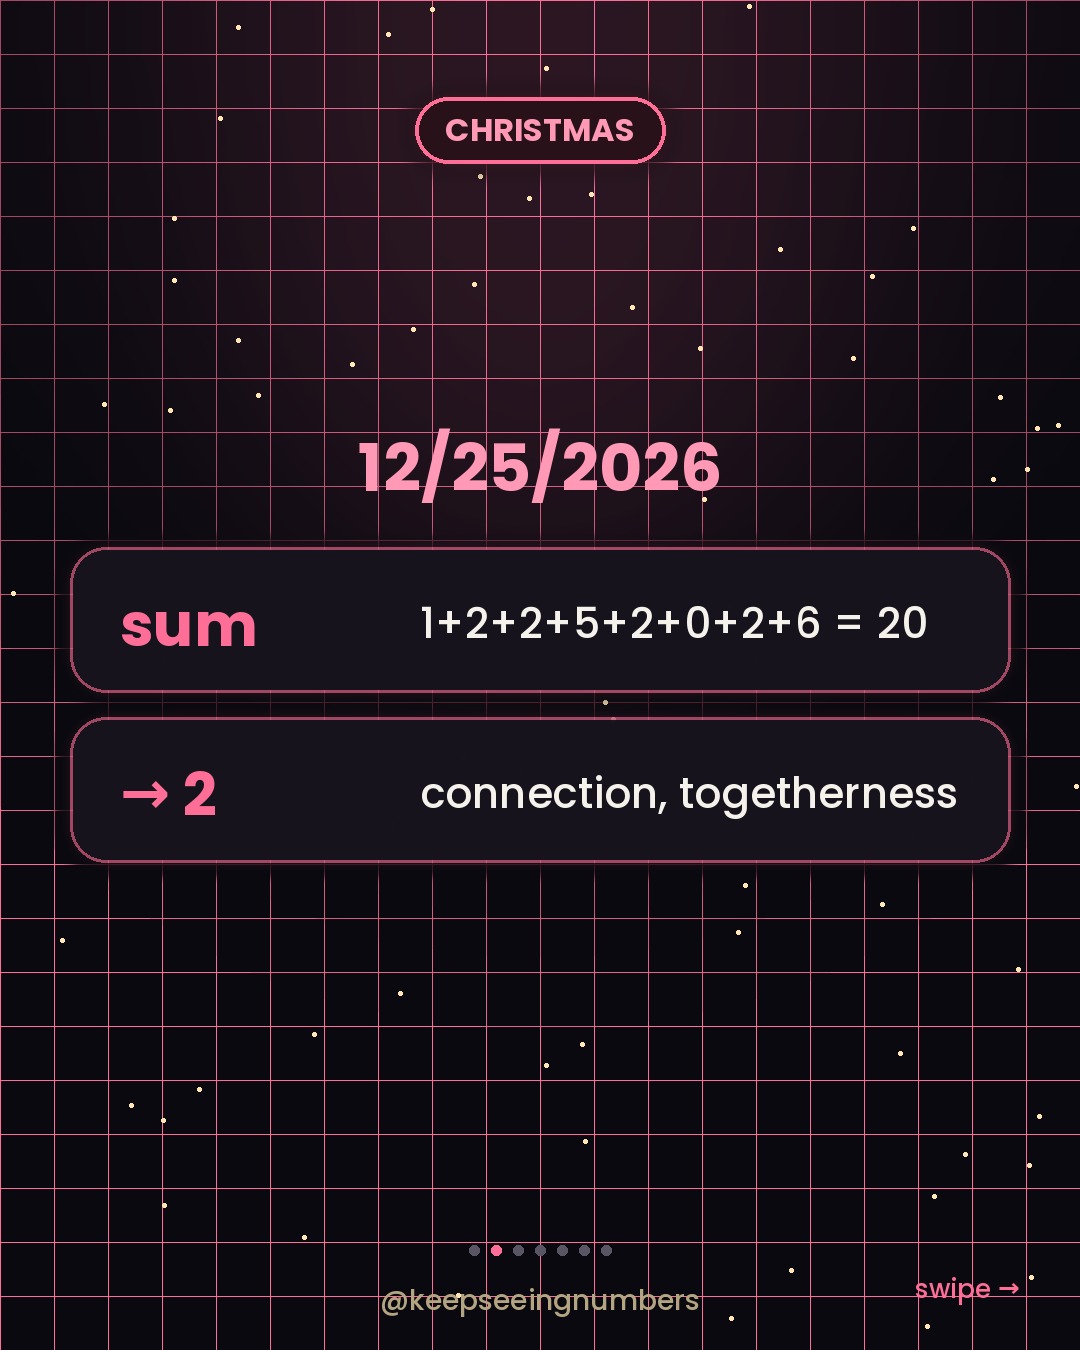 CHRISTMAS
12/25/2026
sum
1+2+2+5+2+0+2+6 = 20
→ 2
connection, togetherness
@keepseeingnumbers
swipe →